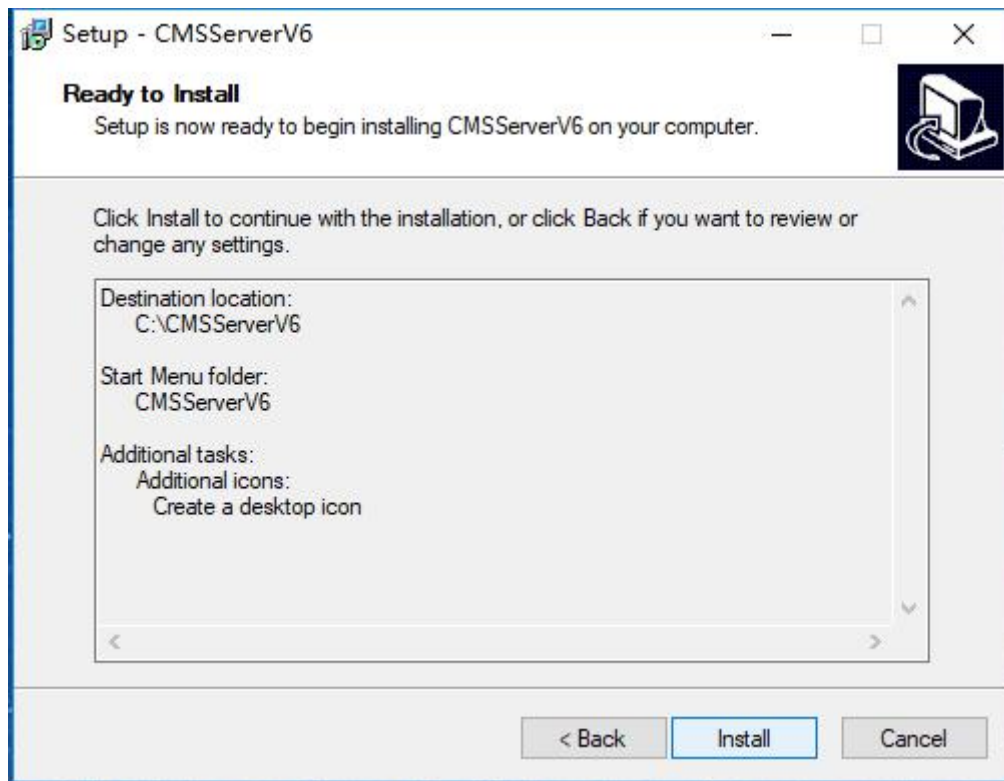 Setup - CMSServerV6
Ready to Install
Setup is now ready to begin installing CMSServerV6 on your computer.
Click Install to continue with the installation, or click Back if you want to review or
change any settings.
Destination location:
C:\CMSServerV6
Start Menu folder:
CMSServerV6
Additional tasks:
Additional icons:
Create a desktop icon
< Back
Install
Cancel